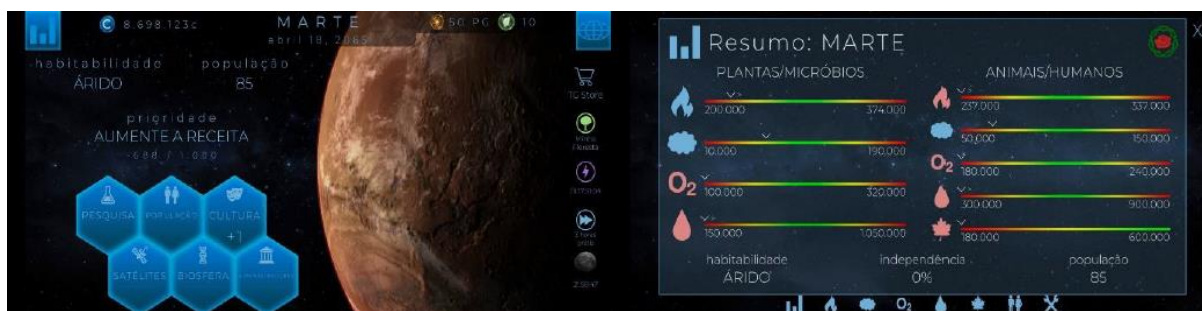 8.698.123c
MARTE
abril 18, 2065
50 PG
10
habitabilidade
ÁRIDO
população
85
prioridade
AUMENTE A RECEITA
-688 / 1.000
PESQUISA
POPULAÇÃO
CULTURA
+1
SATÉLITES
BIOSFERA
TG Store
Minha
Floresta
X
Resumo: MARTE
PLANTAS/MICRÓBIOS
200.000
374.000
10.000
190.000
O2
100.000
320.000
150.000
1.050.000
ANIMAIS/HUMANOS
237.000
337.000
50.000
150.000
O2
180.000
240.000
300.000
900.000
180.000
600.000
habitabilidade
ÁRIDO
independência
0%
população
85
O2